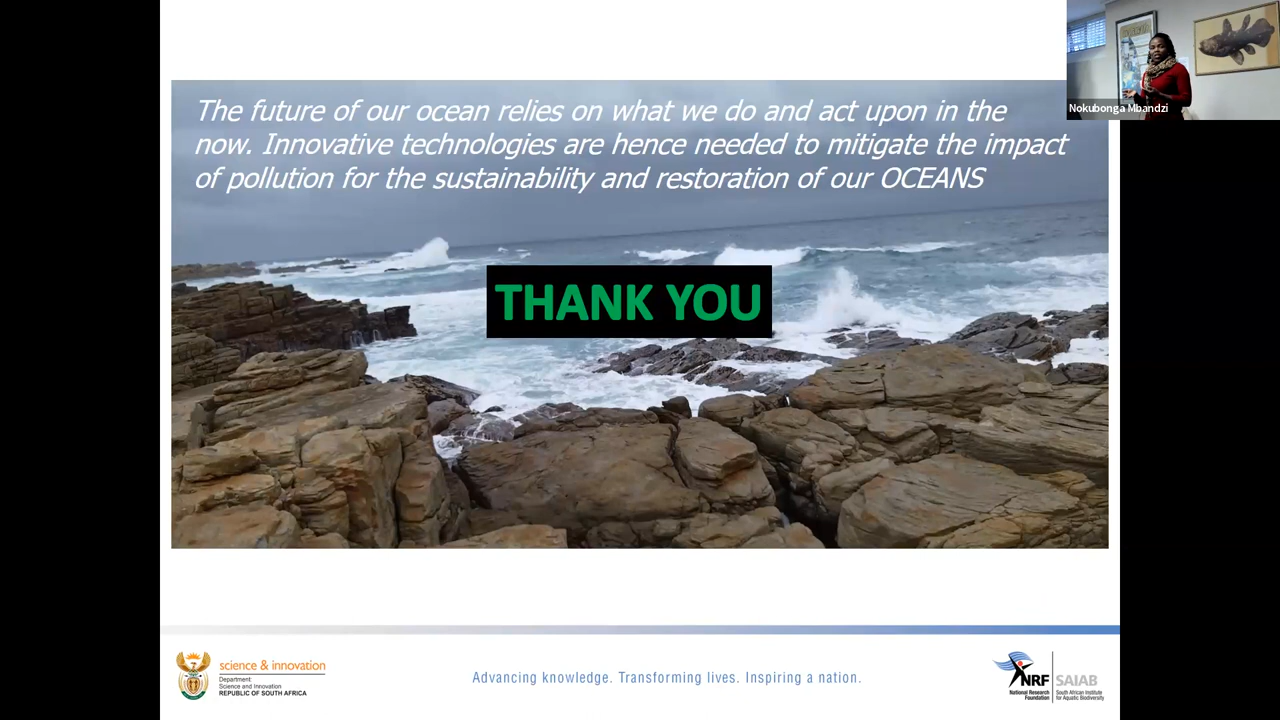 The future of our ocean relies on what we do and act upon in the
now. Innovative technologies are hence needed to mitigate the impact
of pollution for the sustainability and restoration of our OCEANS
Nokubonga Mbandzi
THANK YOU
science & innovation
Department:
Science and Innovation
REPUBLIC OF SOUTH AFRICA
Advancing knowledge. Transforming lives. Inspiring a nation.
NRF
National Research
Foundation
SAIAB
South African Institute
for Aquatic Biodiversity